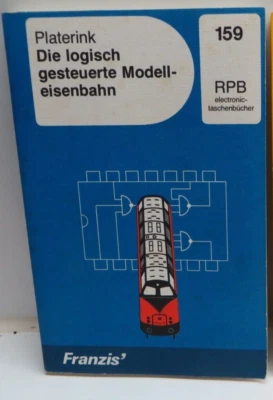 Platerink
Die logisch
gesteuerte Modell-
eisenbahn
159
RPB
electronic-
taschenbücher
Franzis'